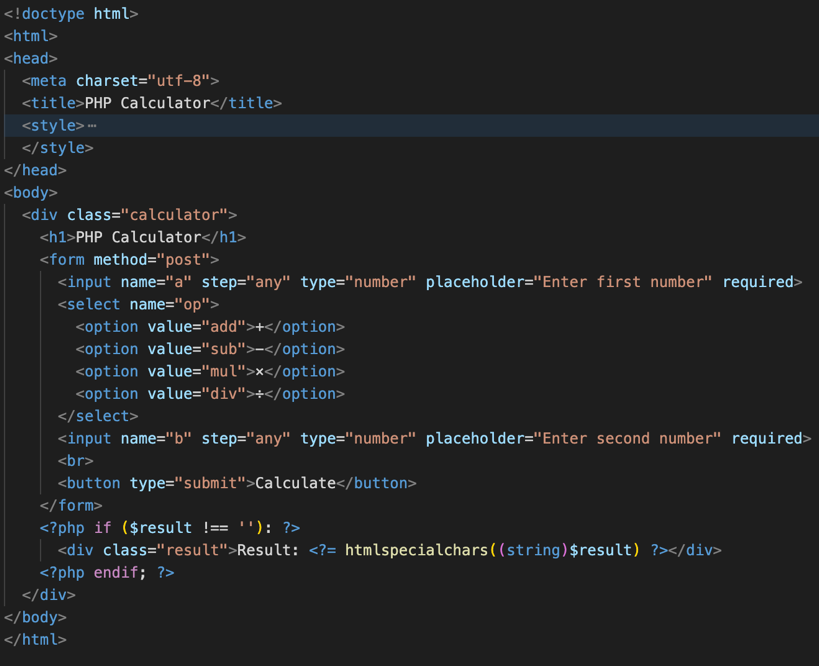 <!doctype html>
<html>
<head>
  <meta charset="utf-8">
  <title>PHP Calculator</title>
  <style>⋯
  </style>
</head>
<body>
  <div class="calculator">
    <h1>PHP Calculator</h1>
    <form method="post">
      <input name="a" step="any" type="number" placeholder="Enter first number" required>
      <select name="op">
        <option value="add">+</option>
        <option value="sub">−</option>
        <option value="mul">×</option>
        <option value="div">÷</option>
      </select>
      <input name="b" step="any" type="number" placeholder="Enter second number" required>
      <br>
      <button type="submit">Calculate</button>
    </form>
    <?php if ($result !== ''): ?>
      <div class="result">Result: <?= htmlspecialchars((string)$result) ?></div>
    <?php endif; ?>
  </div>
</body>
</html>